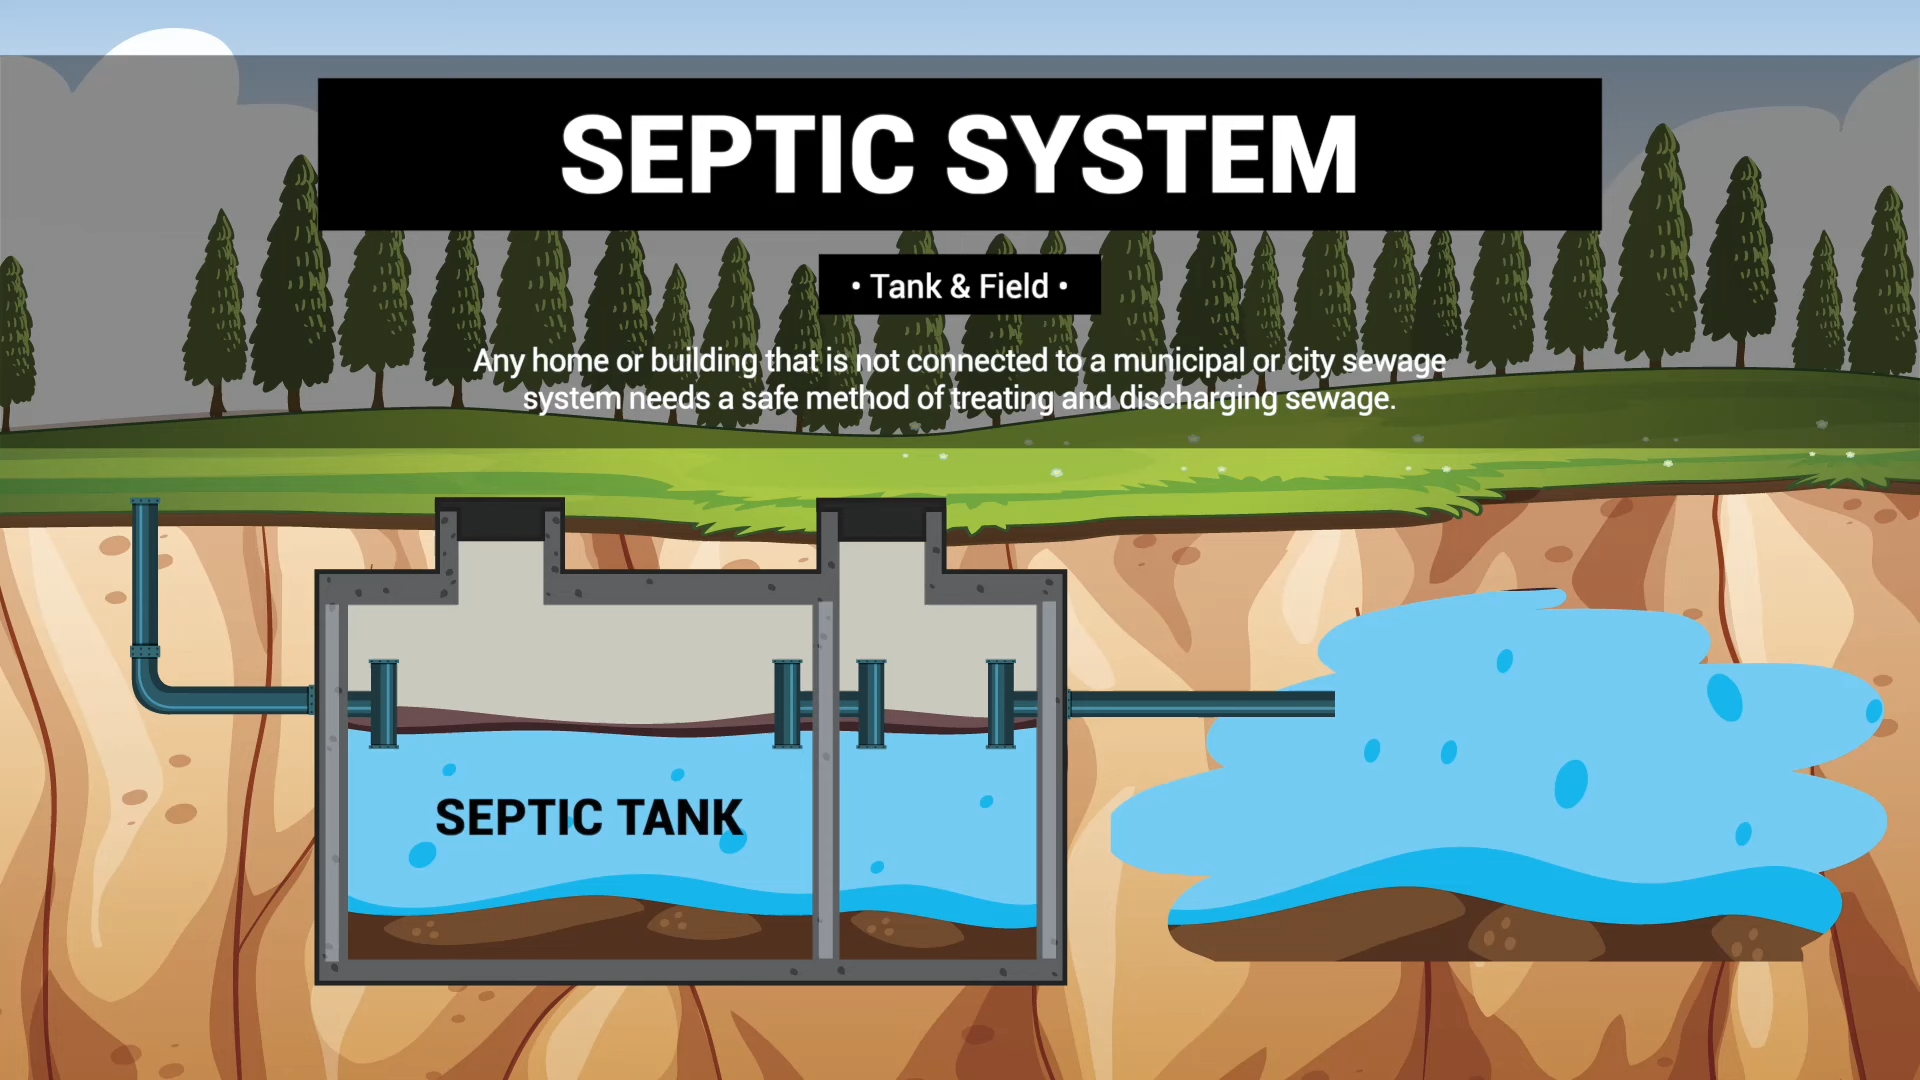 SEPTIC SYSTEM
• Tank & Field •
Any home or building that is not connected to a municipal or city sewage
system needs a safe method of treating and discharging sewage.
SEPTIC TANK